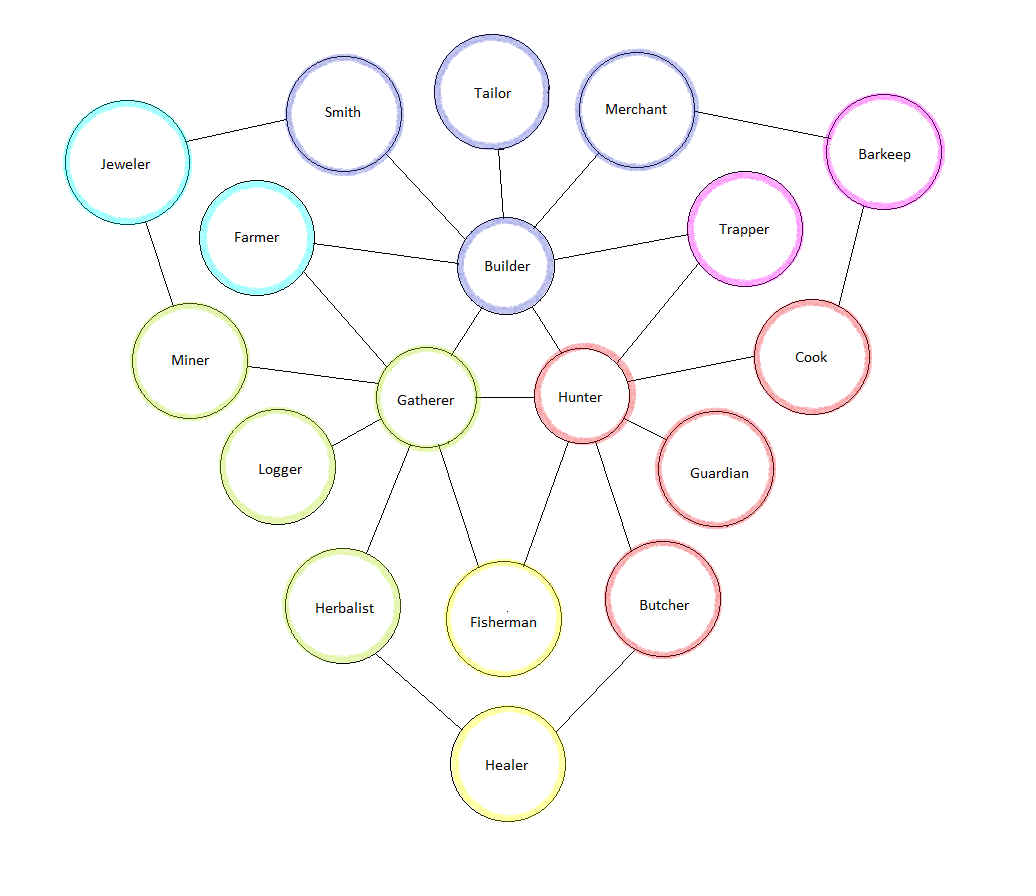 Tailor
Smith
Merchant
Jeweler
Barkeep
Farmer
Trapper
Builder
Miner
Cook
Gatherer
Hunter
Logger
Guardian
Herbalist
Butcher
Fisherman
Healer